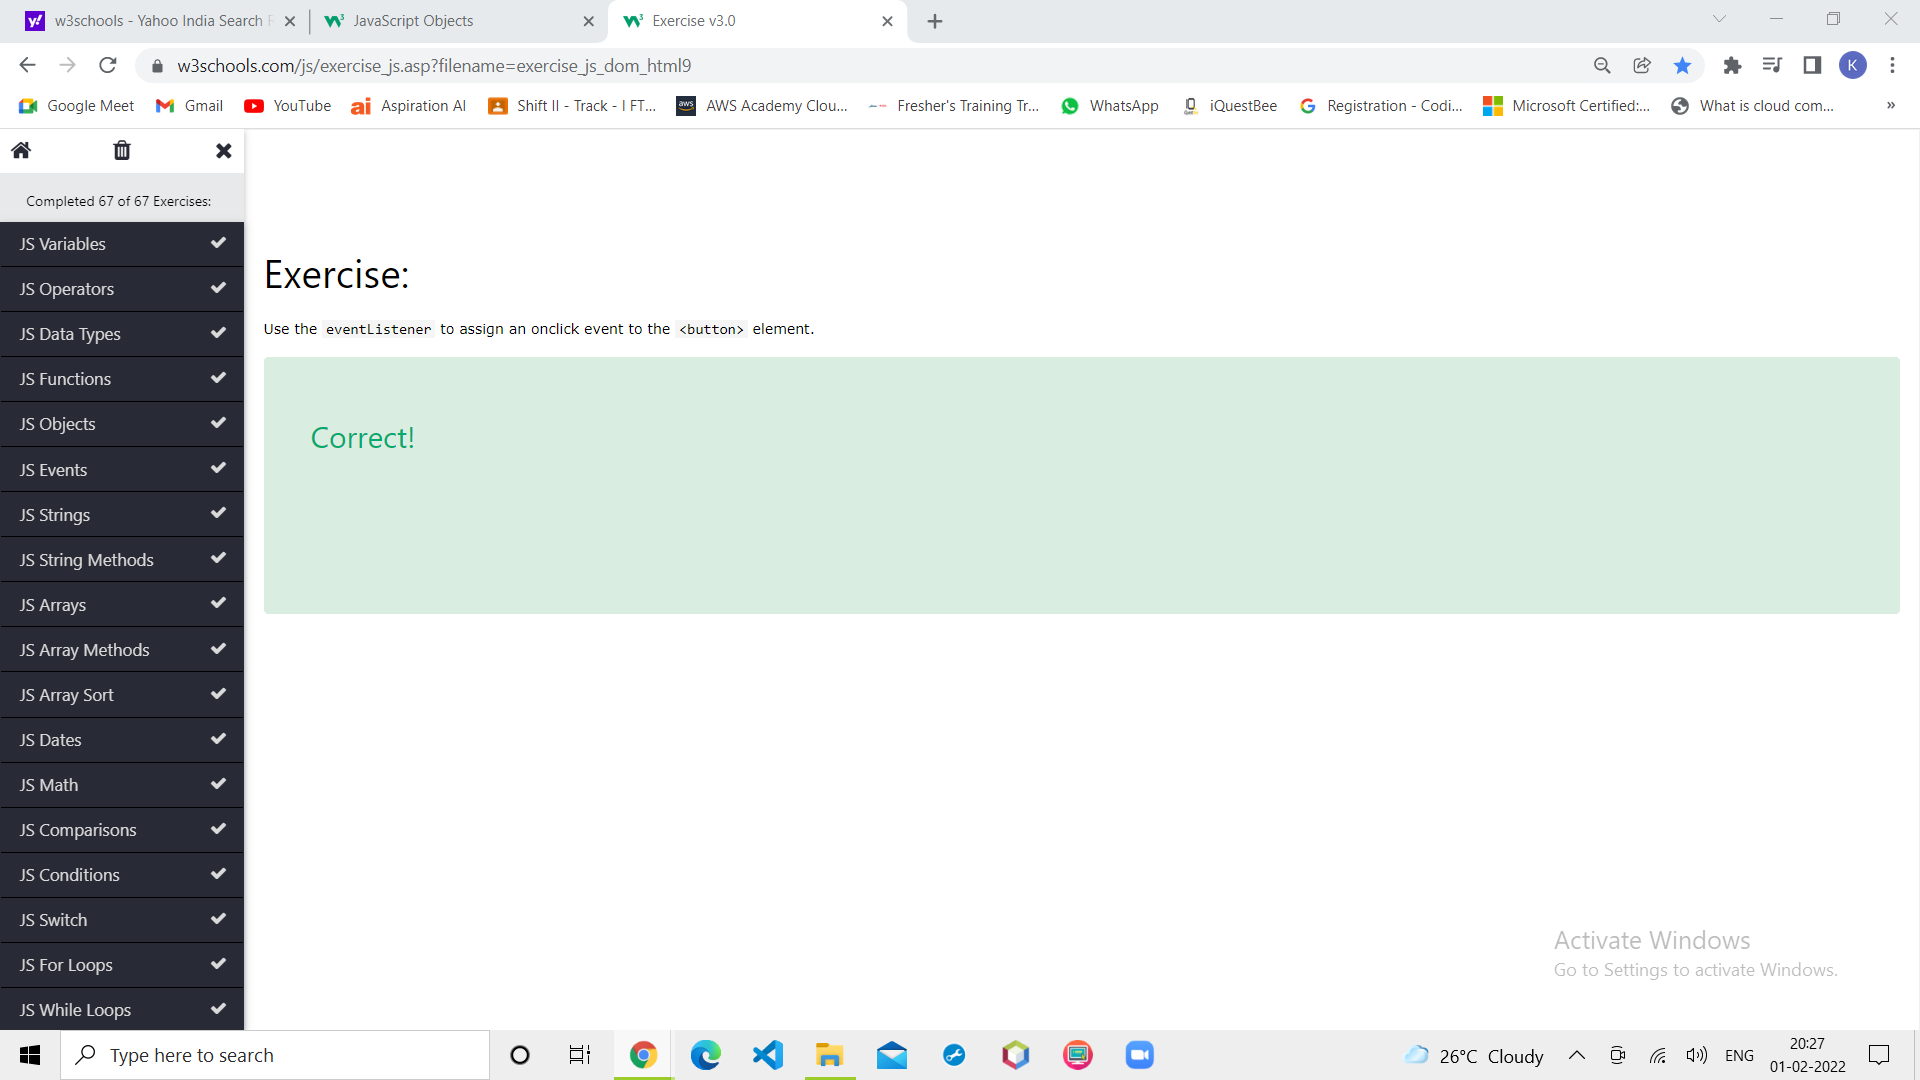 w3schools - Yahoo India Search
JavaScript Objects
Exercise v3.0
w3schools.com/js/exercise_js.asp?filename=exercise_js_dom_html9
K
Google Meet
Gmail
YouTube
ai Aspiration AI
Shift II - Track - I FT...
aws AWS Academy Clou...
Fresher's Training Tr...
WhatsApp
iQuestBee
Registration - Codi...
Microsoft Certified:...
What is cloud com...
»
Completed 67 of 67 Exercises:
JS Variables
JS Operators
JS Data Types
JS Functions
JS Objects
JS Events
JS Strings
JS String Methods
JS Arrays
JS Array Methods
JS Array Sort
JS Dates
JS Math
JS Comparisons
JS Conditions
JS Switch
JS For Loops
JS While Loops
Exercise:
Use the eventListener to assign an onclick event to the <button> element.
Correct!
Activate Windows
Go to Settings to activate Windows.
Type here to search
26°C Cloudy
ENG
20:27
01-02-2022